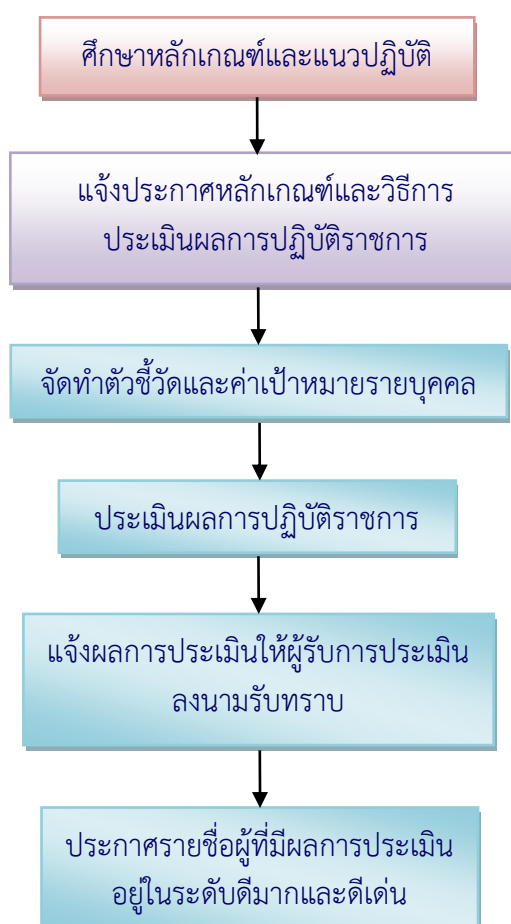 ศึกษาหลักเกณฑ์และแนวปฏิบัติ
แจ้งประกาศหลักเกณฑ์และวิธีการ
ประเมินผลการปฏิบัติราชการ
จัดทำตัวชี้วัดและค่าเป้าหมายรายบุคคล
ประเมินผลการปฏิบัติราชการ
แจ้งผลการประเมินให้ผู้รับการประเมิน
ลงนามรับทราบ
ประกาศรายชื่อผู้ที่มีผลการประเมิน
อยู่ในระดับดีมากและดีเด่น